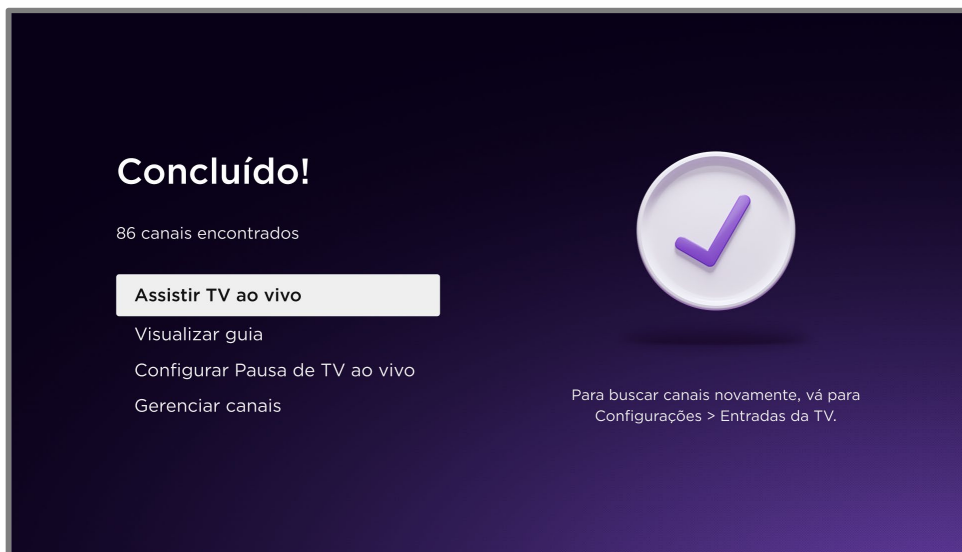 Concluído!
86 canais encontrados
Assistir TV ao vivo
Visualizar guia
Configurar Pausa de TV ao vivo
Gerenciar canais
Para buscar canais novamente, vá para
Configurações > Entradas da TV.